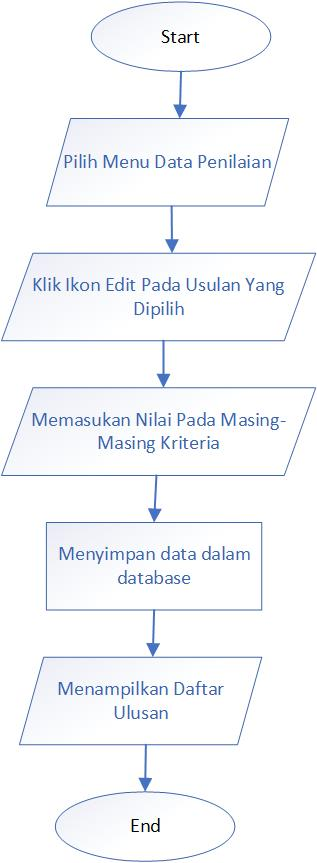 Start
Pilih Menu Data Penilaian
Klik Ikon Edit Pada Usulan Yang
Dipilih
Memasukan Nilai Pada Masing-
Masing Kriteria
Menyimpan data dalam
database
Menampilkan Daftar
Ulusan
End